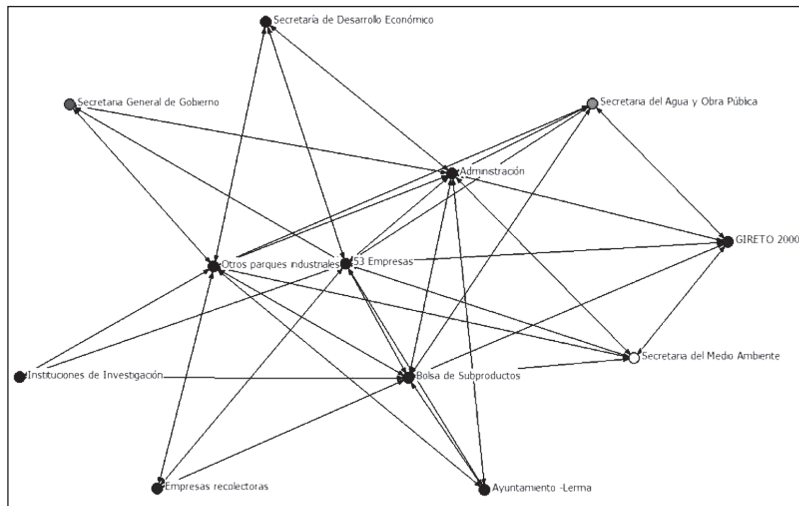 Secretaría de Desarrollo Económico
Secretaria General de Gobierno
Secretaria del Agua y Obra Pública
Administración
GIRETO 2000
Otros parques industriales
53 Empresas
Secretaria del Medio Ambiente
Instituciones de Investigación
Bolsa de Subproductos
Empresas recolectoras
Ayuntamiento -Lerma